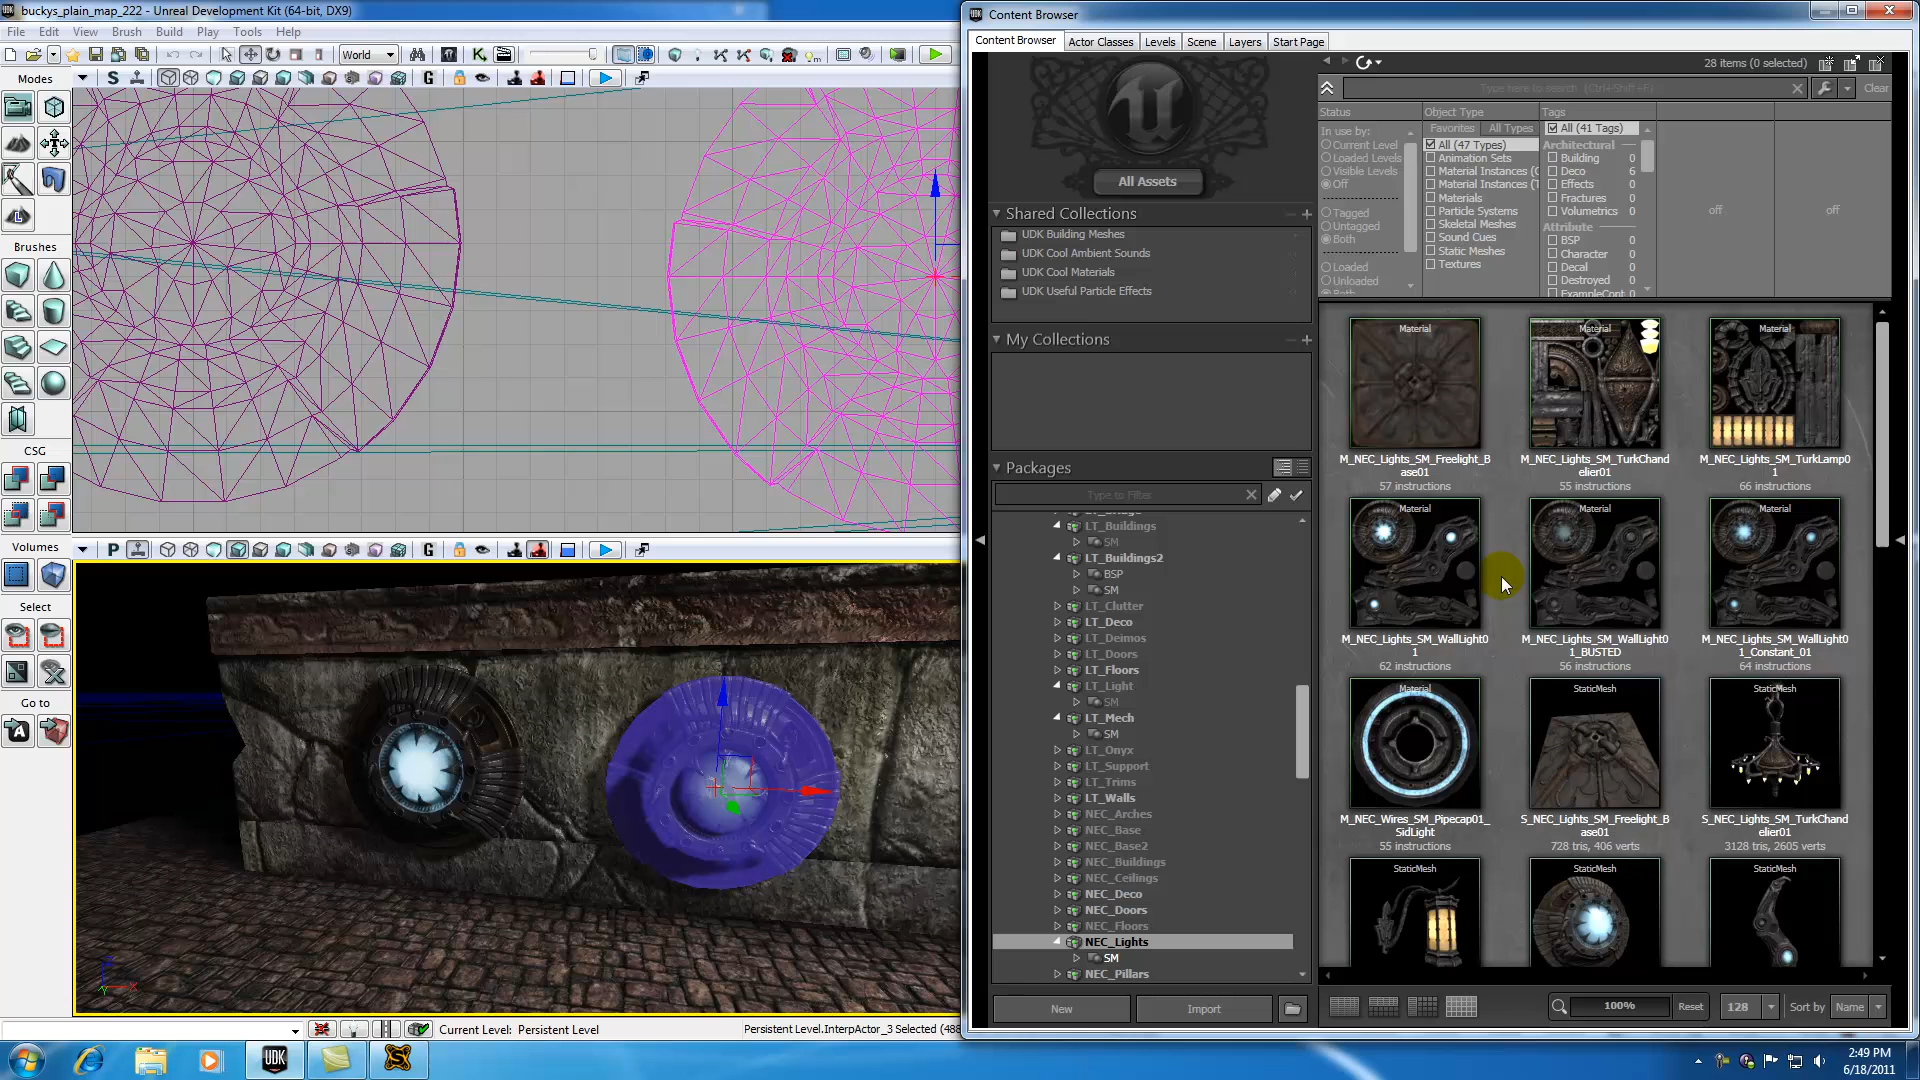 buckys_plain_map_222 - Unreal Development Kit (64-bit, DX9)
File Edit View Brush Build Play Tools Help
World
Modes
Brushes
CSG
Volumes
Select
Go to
S
G
P
G
Current Level: Persistent Level
Persistent Level.InterpActor_3 Selected (488
Content Browser
Content Browser Actor Classes Levels Scene Layers Start Page
All Assets
Shared Collections
UDK Building Meshes
UDK Cool Ambient Sounds
UDK Cool Materials
UDK Useful Particle Effects
My Collections
Packages
Type to Filter
LT_Buildings
SM
LT_Buildings2
BSP
SM
LT_Clutter
LT_Deco
LT_Deimos
LT_Doors
LT_Floors
LT_Light
SM
LT_Mech
SM
LT_Onyx
LT_Support
LT_Trims
LT_Walls
NEC_Arches
NEC_Base
NEC_Base2
NEC_Buildings
NEC_Ceilings
NEC_Deco
NEC_Doors
NEC_Floors
NEC_Lights
SM
NEC_Pillars
New Import
28 items (0 selected)
Type here to search (Ctrl+Shift+F)
Clear
Status
In use by:
Current Level
Loaded Levels
Visible Levels
Off
Tagged
Untagged
Both
Loaded
Unloaded
Both
Object Type
Favorites All Types
All (47 Types)
Animation Sets
Material Instances (C
Material Instances (T
Materials
Particle Systems
Skeletal Meshes
Sound Cues
Static Meshes
Textures
Tags
All (41 Tags)
Architectural
Building 0
Deco 6
Effects 0
Fractures 0
Volumetrics 0
Attribute
BSP 0
Character 0
Decal 0
Destroyed 0
ExampleCont 0
off
off
Material
M_NEC_Lights_SM_Freelight_B
ase01
57 instructions
Material
M_NEC_Lights_SM_TurkChand
elier01
55 instructions
Material
M_NEC_Lights_SM_TurkLamp0
1
66 instructions
Material
M_NEC_Lights_SM_WallLight0
1
62 instructions
Material
M_NEC_Lights_SM_WallLight0
1_BUSTED
56 instructions
Material
M_NEC_Lights_SM_WallLight0
1_Constant_01
64 instructions
Material
M_NEC_Wires_SM_Pipecap01_
SidLight
55 instructions
StaticMesh
S_NEC_Lights_SM_Freelight_B
ase01
728 tris, 406 verts
StaticMesh
S_NEC_Lights_SM_TurkChand
elier01
3128 tris, 2605 verts
StaticMesh
StaticMesh
StaticMesh
100% Reset 128 Sort by Name
UDK
2:49 PM
6/18/2011